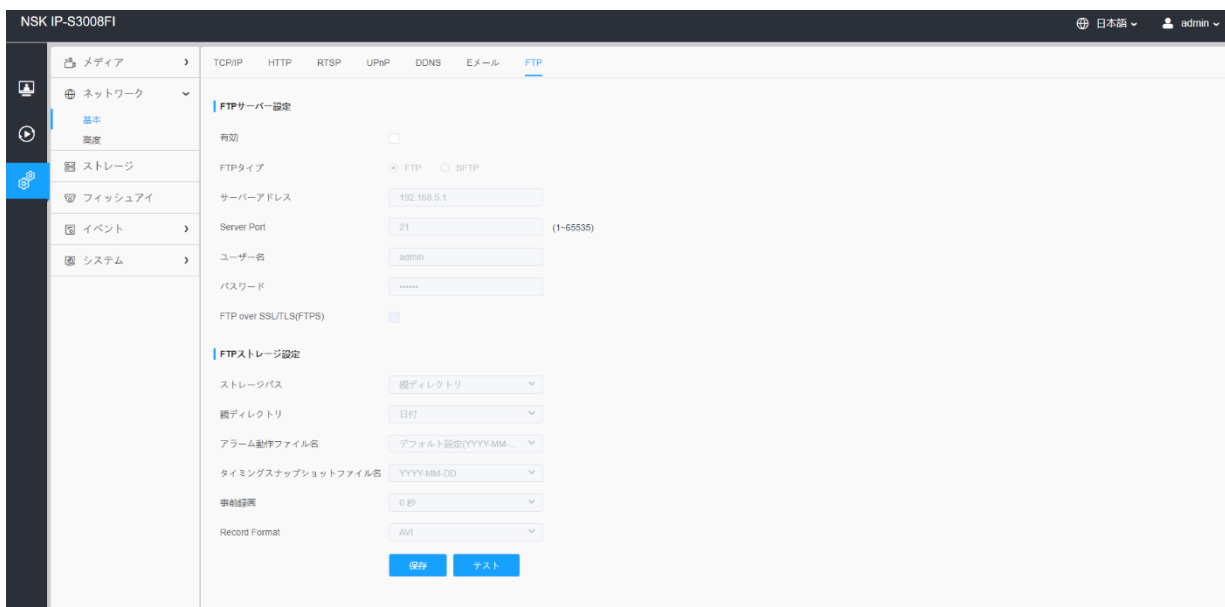 NSK IP-S3008FI 日本語 admin
メディア
ネットワーク
基本
高度
ストレージ
フィッシュアイ
イベント
システム
TCP/IP HTTP RTSP UPnP DDNS Eメール FTP
FTPサーバー設定
有効
FTPタイプ FTP SFTP
サーバーアドレス 192.168.5.1
Server Port 21 (1~65535)
ユーザー名 admin
パスワード ••••••
FTP over SSL/TLS(FTPS)
FTPストレージ設定
ストレージパス 親ディレクトリ
親ディレクトリ 日付
アラーム動作ファイル名 デフォルト設定(YYYY-MM-...
タイミングスナップショットファイル名 YYYY-MM-DD
事前録画 0 秒
Record Format AVI
保存 テスト